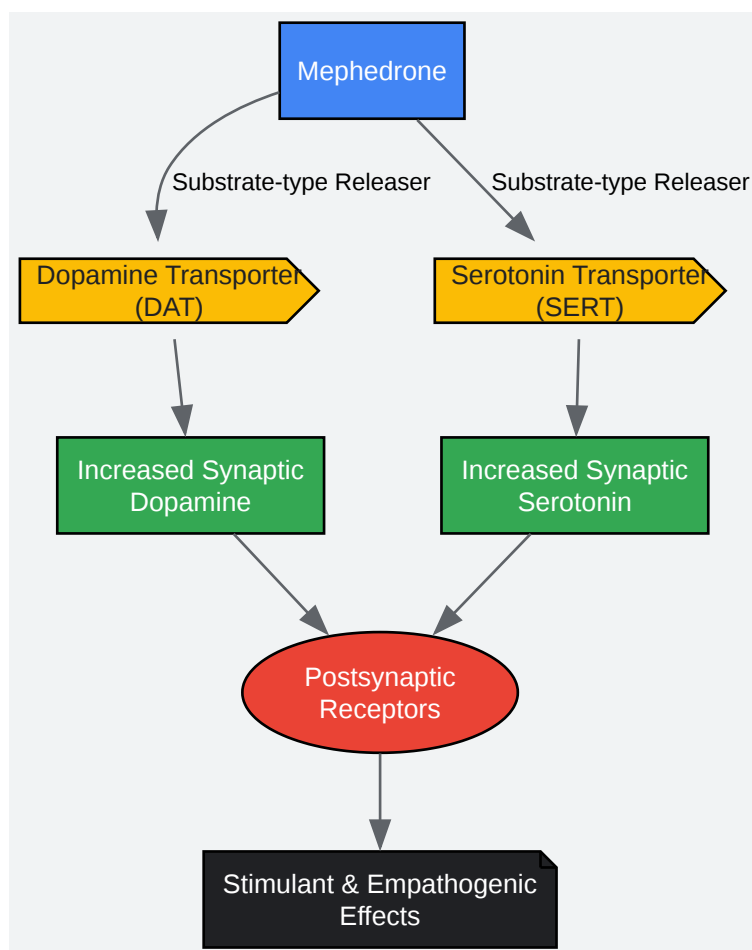 Mephedrone
Substrate-type Releaser
Substrate-type Releaser
Dopamine Transporter
(DAT)
Serotonin Transporter
(SERT)
Increased Synaptic
Dopamine
Increased Synaptic
Serotonin
Postsynaptic
Receptors
Stimulant & Empathogenic
Effects